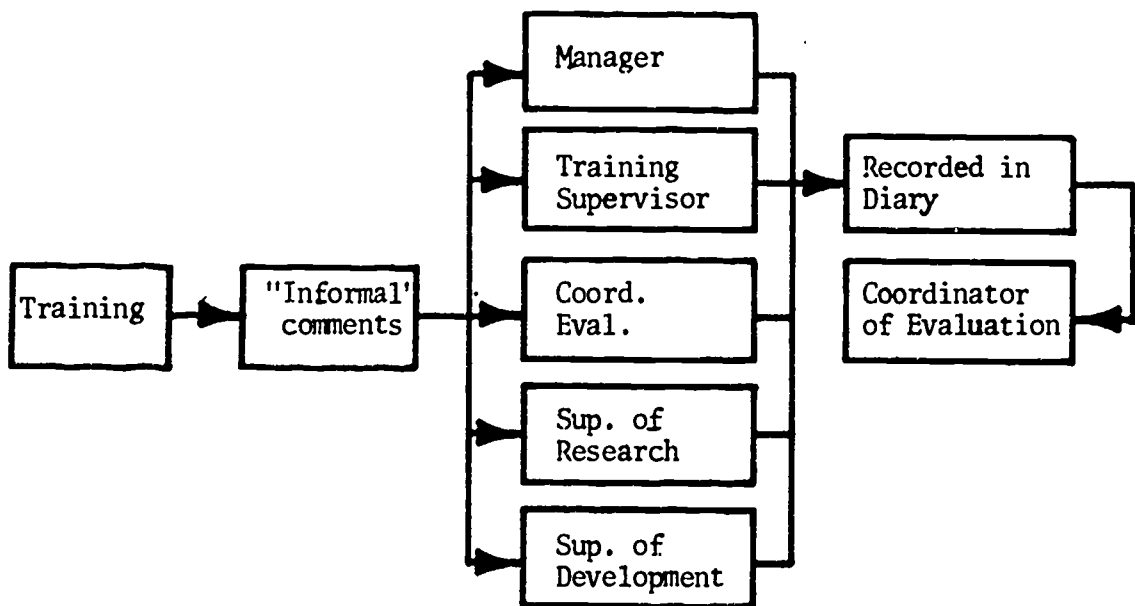 Manager
Training
Supervisor
Recorded in
Diary
Training
"Informal'
comments
Coord.
Eval.
Coordinator
of Evaluation
Sup. of
Research
Sup. of
Development